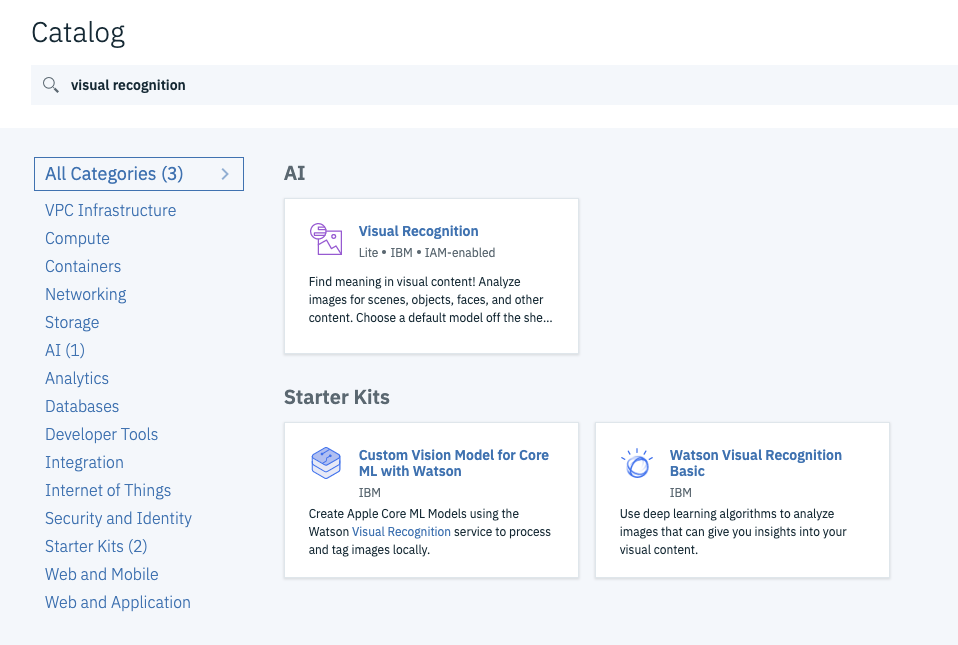 Catalog
visual recognition
All Categories (3)
VPC Infrastructure
Compute
Containers
Networking
Storage
AI (1)
Analytics
Databases
Developer Tools
Integration
Internet of Things
Security and Identity
Starter Kits (2)
Web and Mobile
Web and Application
AI
Visual Recognition
Lite • IBM • IAM-enabled
Find meaning in visual content! Analyze
images for scenes, objects, faces, and other
content. Choose a default model off the she...
Starter Kits
Custom Vision Model for Core
ML with Watson
IBM
Create Apple Core ML Models using the
Watson Visual Recognition service to process
and tag images locally.
Watson Visual Recognition
Basic
IBM
Use deep learning algorithms to analyze
images that can give you insights into your
visual content.